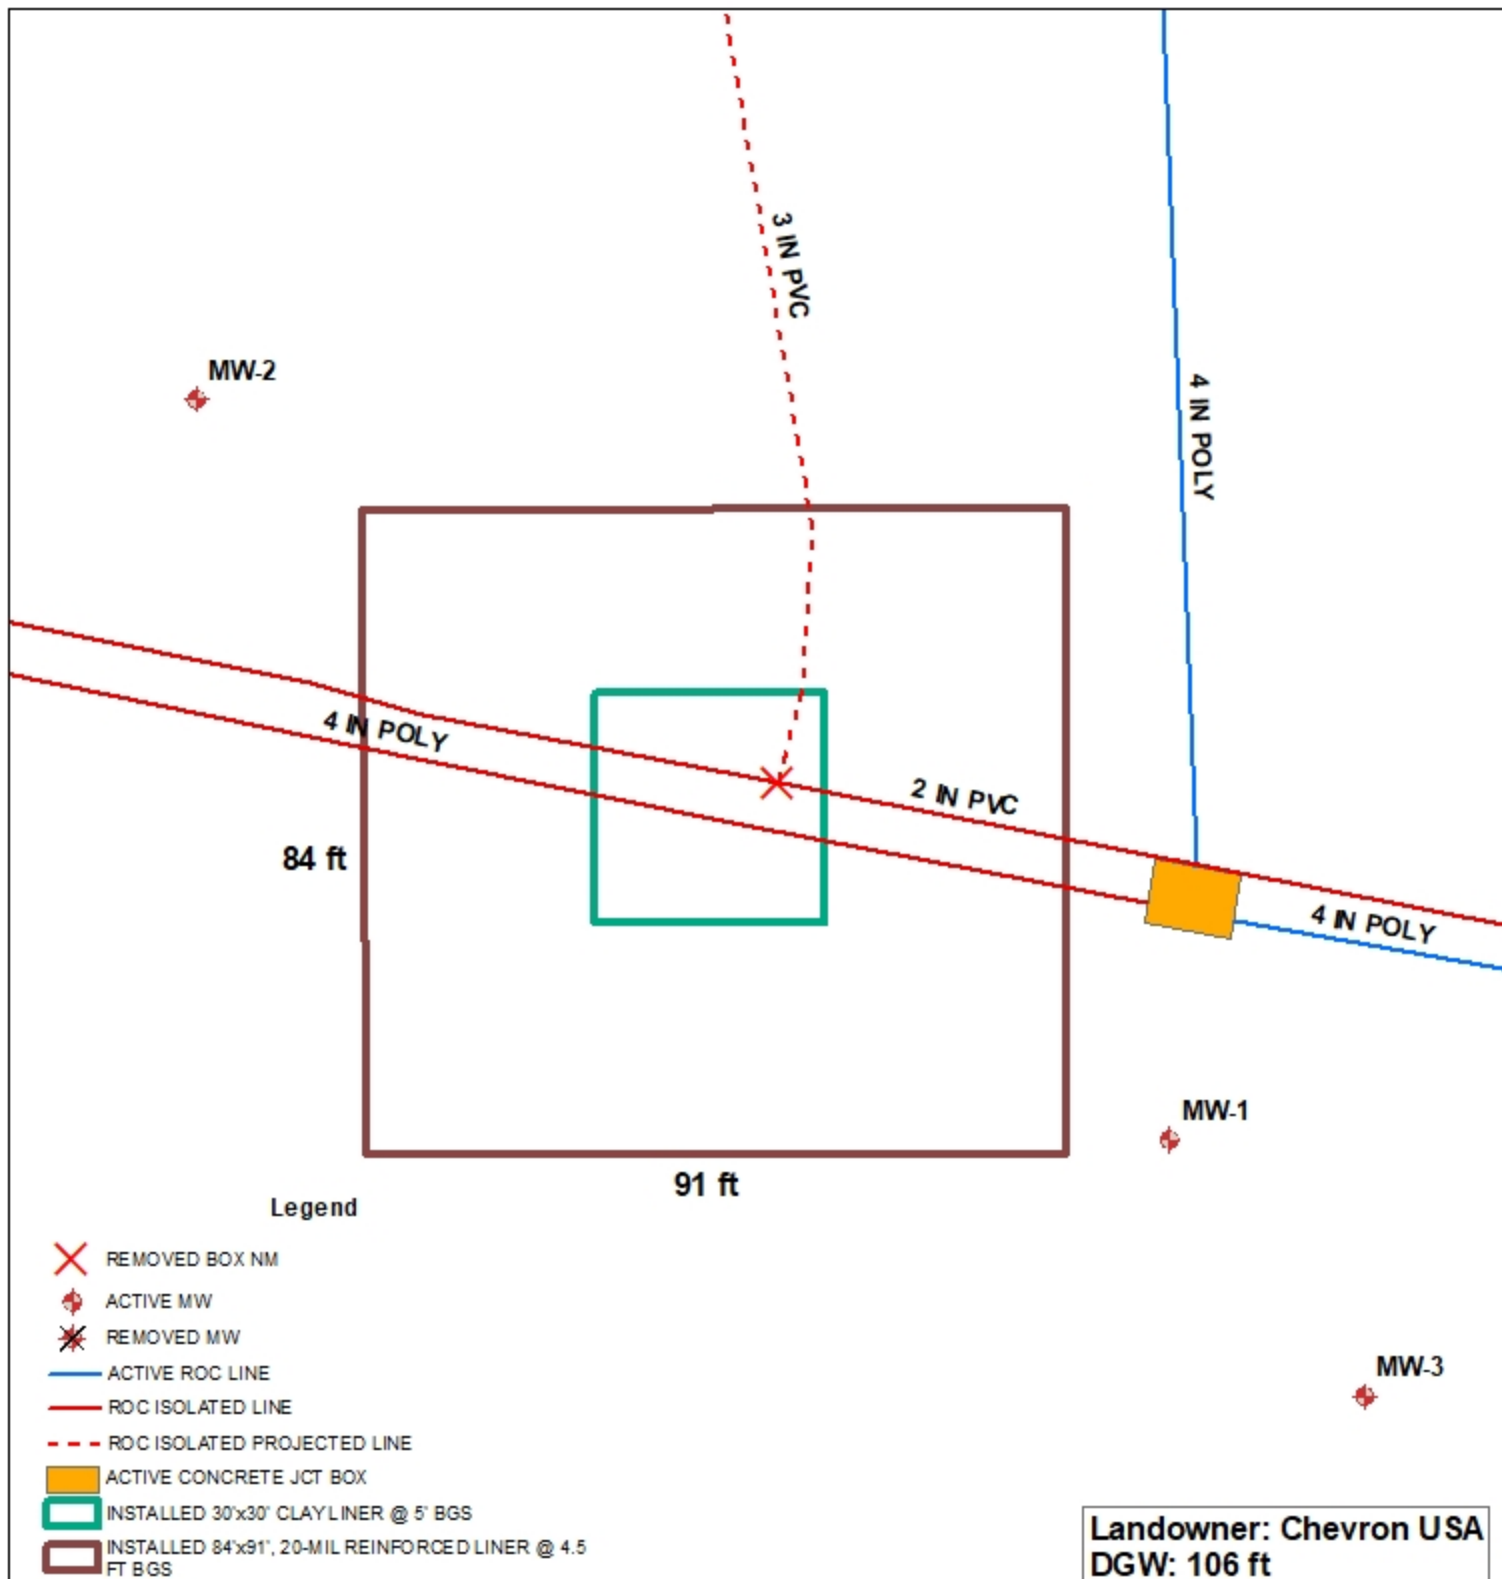 3 IN PVC
MW-2
4 IN POLY
4 IN POLY
2 IN PVC
84 ft
4 IN POLY
MW-1
91 ft
Legend
REMOVED BOX NM
ACTIVE MW
REMOVED MW
ACTIVE ROC LINE
ROC ISOLATED LINE
ROC ISOLATED PROJECTED LINE
ACTIVE CONCRETE JCT BOX
INSTALLED 30'x30' CLAY LINER @ 5' BGS
INSTALLED 84'x91', 20-MIL REINFORCED LINER @ 4.5
FT BGS
MW-3
Landowner: Chevron USA
DGW: 106 ft